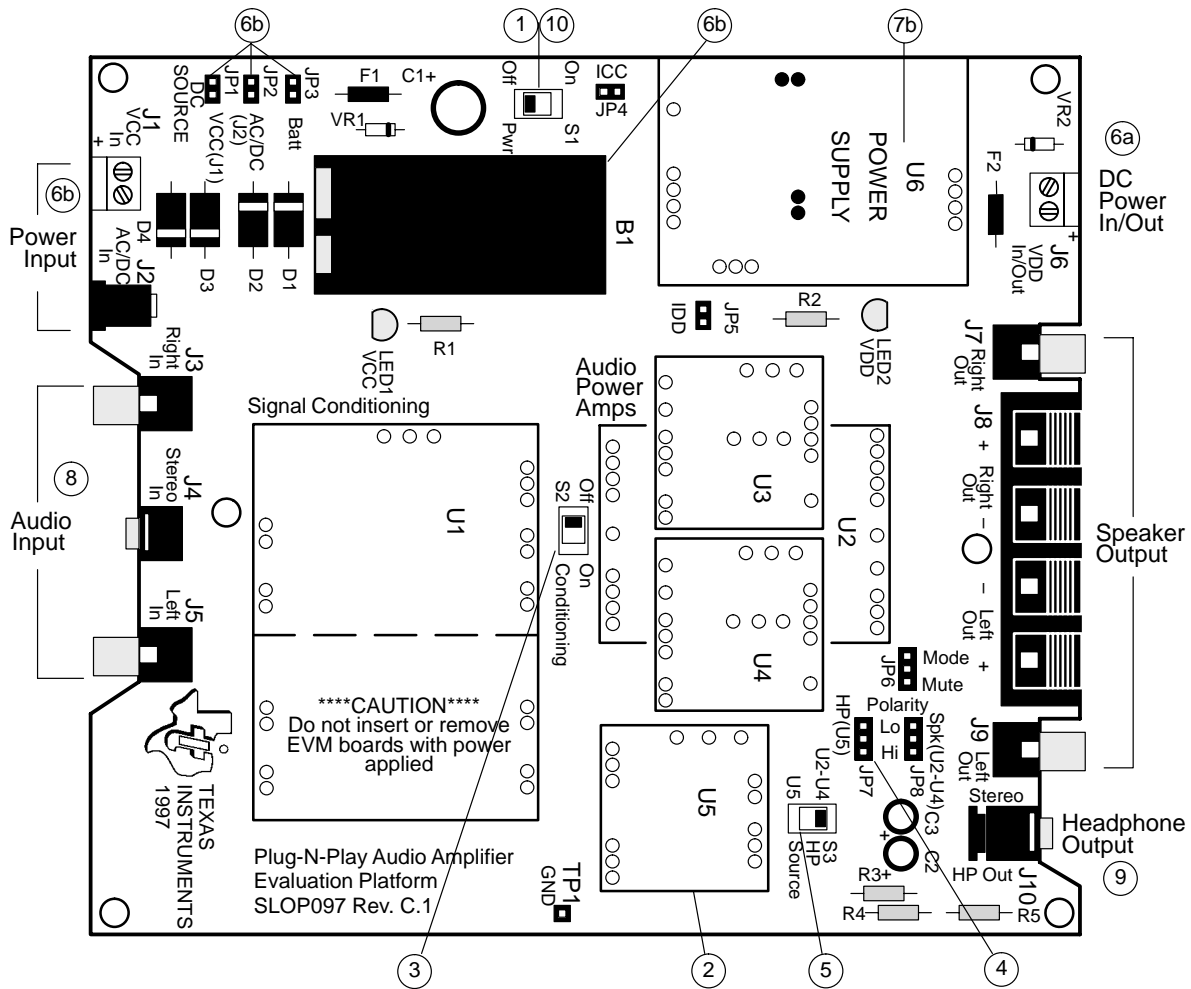 1
10
6b
6b
7b
6a
6b
8
9
3
2
5
4
DC
SOURCE
JP1
VCC(J1)
JP2
AC/DC
(J2)
JP3
Batt
F1
VR1
C1+
Off
On
Pwr
S1
ICC
JP4
U6
POWER
SUPPLY
VR2
F2
DC
Power
In/Out
J6
VDD
In/Out
+
J1
VCC
In
+
Power
Input
D4
AC/DC
In
J2
D3
D2
D1
B1
LED1
VCC
R1
IDD
JP5
R2
LED2
VDD
J3
Right
In
J4
Stereo
In
J5
Left
In
Audio
Input
Signal Conditioning
U1
Off
S2
On
Conditioning
Audio
Power
Amps
U3
U2
U4
J7
Right
Out
J8
+
Right
Out
–
–
Left
Out
+
Speaker
Output
J9
Left
Out
JP6
Mode
Mute
Polarity
HP(U5)
Lo
Hi
JP7
Spk(U2-U4)
JP8
****CAUTION****
Do not insert or remove
EVM boards with power
applied
TEXAS
INSTRUMENTS
1997
Plug-N-Play Audio Amplifier
Evaluation Platform
SLOP097 Rev. C.1
TP1
GND
U5
U5
U2-U4
S3
HP
Source
C3
+
C2
R3+
R4
R5
Stereo
HP Out
J10
Headphone
Output